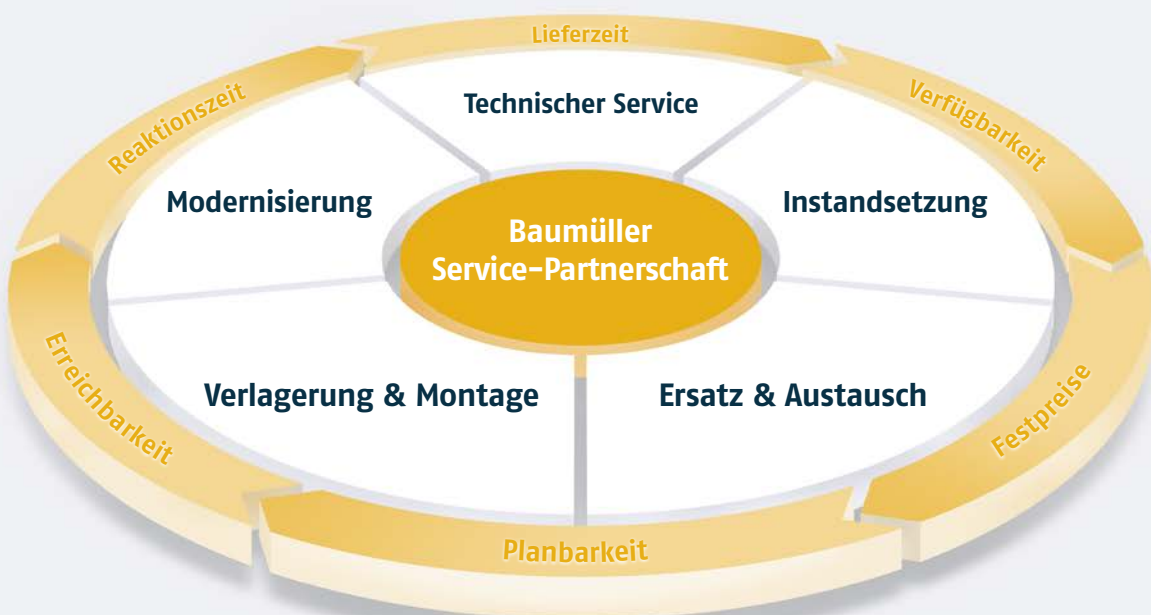 Lieferzeit
Reaktionszeit
Verfügbarkeit
Technischer Service
Modernisierung
Instandsetzung
Baumüller
Service-Partnerschaft
Erreichbarkeit
Verlagerung & Montage
Ersatz & Austausch
Festpreise
Planbarkeit